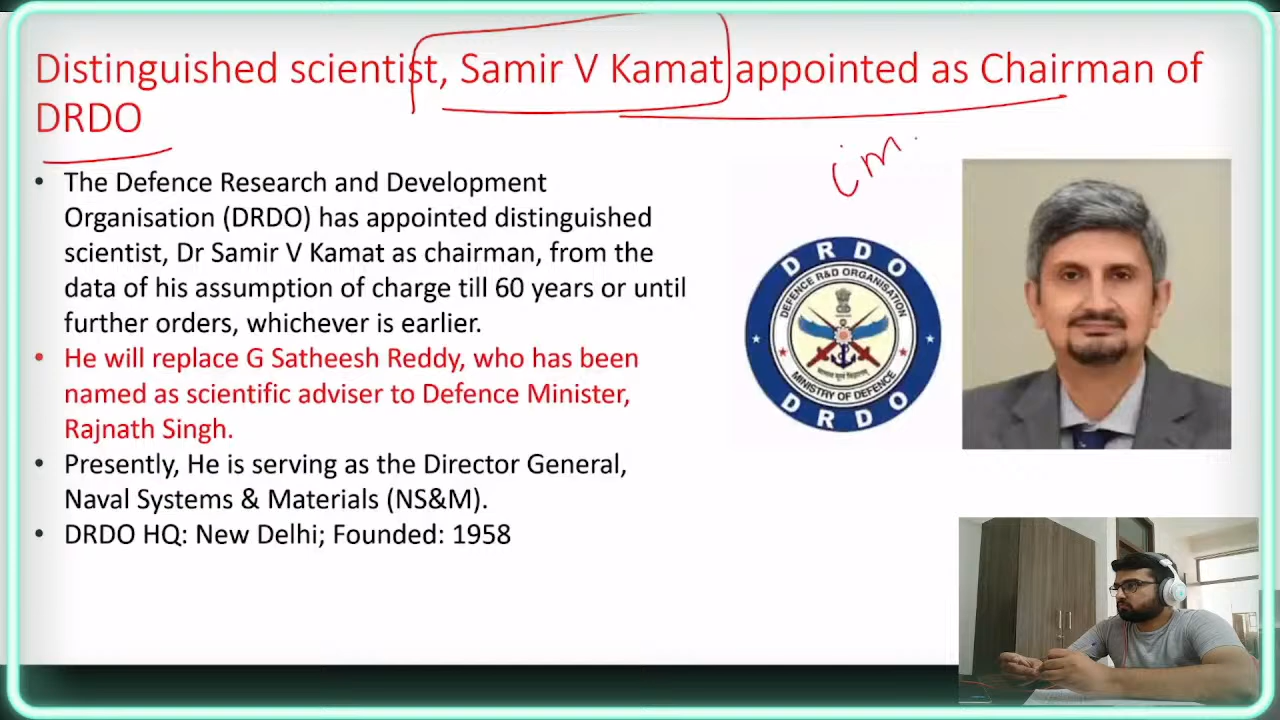 Distinguished scientist, Samir V Kamat appointed as Chairman of
DRDO
im.
• The Defence Research and Development
Organisation (DRDO) has appointed distinguished
scientist, Dr Samir V Kamat as chairman, from the
data of his assumption of charge till 60 years or until
further orders, whichever is earlier.
• He will replace G Satheesh Reddy, who has been
named as scientific adviser to Defence Minister,
Rajnath Singh.
• Presently, He is serving as the Director General,
Naval Systems & Materials (NS&M).
• DRDO HQ: New Delhi; Founded: 1958
DRDO
DEFENCE R&D ORGANISATION
MINISTRY OF DEFENCE
DRDO